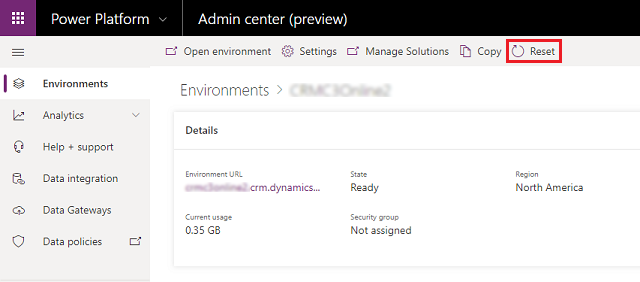 Power Platform
Admin center (preview)
Open environment
Settings
Manage Solutions
Copy
Reset
Environments
Analytics
Help + support
Data integration
Data Gateways
Data policies
Environments >
Details
Environment URL
.crm.dynamics...
State
Ready
Region
North America
Current usage
0.35 GB
Security group
Not assigned